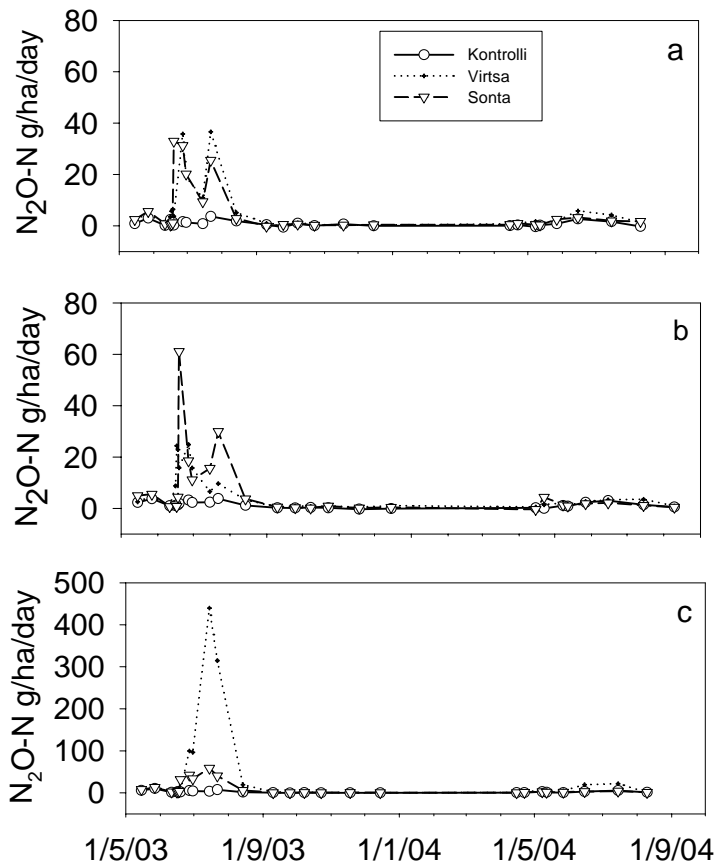 80
60
40
20
0
N₂O-N g/ha/day
a
Kontrolli
Virtsa
Sonta
80
60
40
20
0
N₂O-N g/ha/day
b
500
400
300
200
100
0
N₂O-N g/ha/day
c
1/5/03 1/9/03 1/1/04 1/5/04 1/9/04